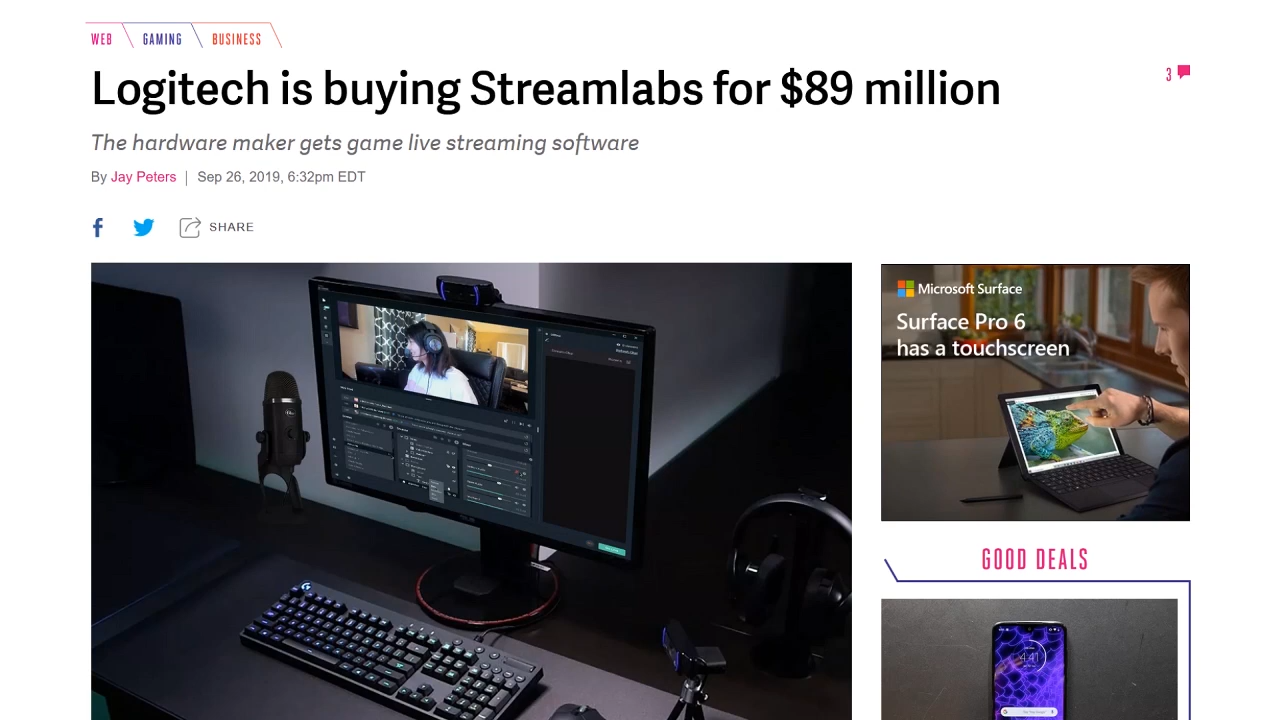 WEB
GAMING
BUSINESS
Logitech is buying Streamlabs for $89 million
3
The hardware maker gets game live streaming software
By Jay Peters | Sep 26, 2019, 6:32pm EDT
SHARE
Microsoft Surface
Surface Pro 6
has a touchscreen
GOOD DEALS
4:41